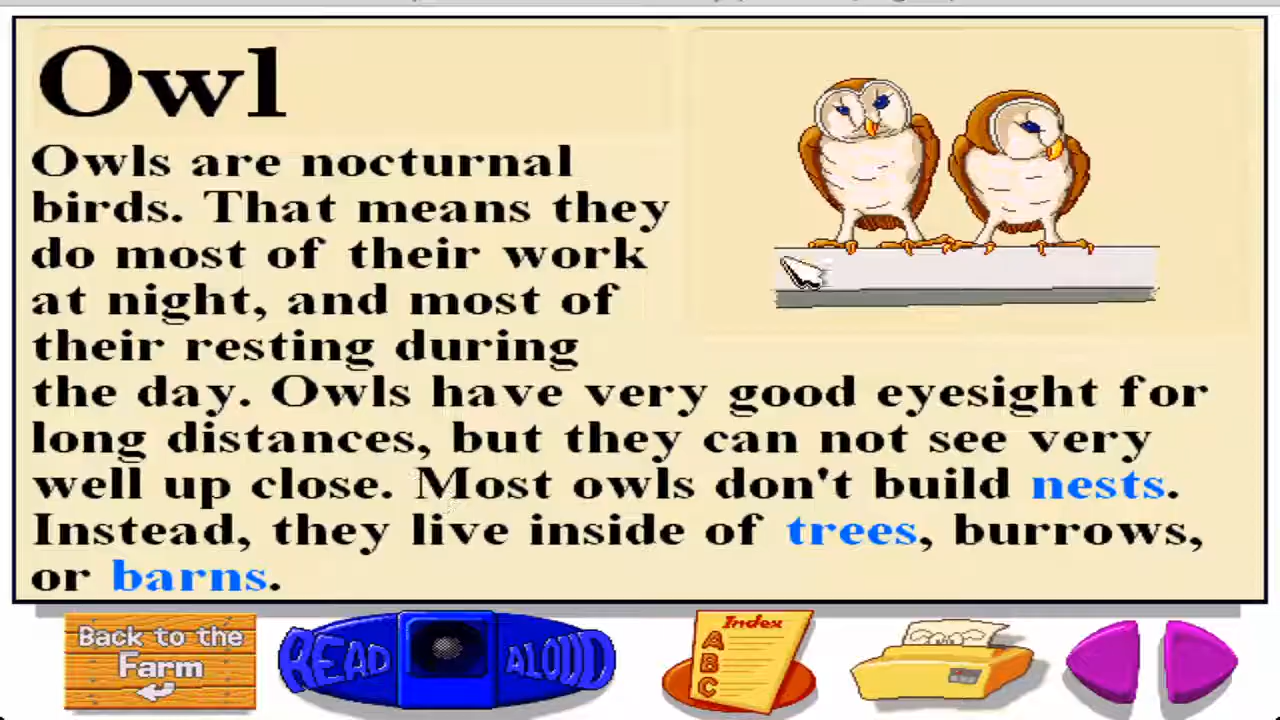 Owl
Owls are nocturnal
birds. That means they
do most of their work
at night, and most of
their resting during
the day. Owls have very good eyesight for
long distances, but they can not see very
well up close. Most owls don't build nests.
Instead, they live inside of trees, burrows,
or barns.
Back to the
Farm
READ ALOUD
Index
A
B
C